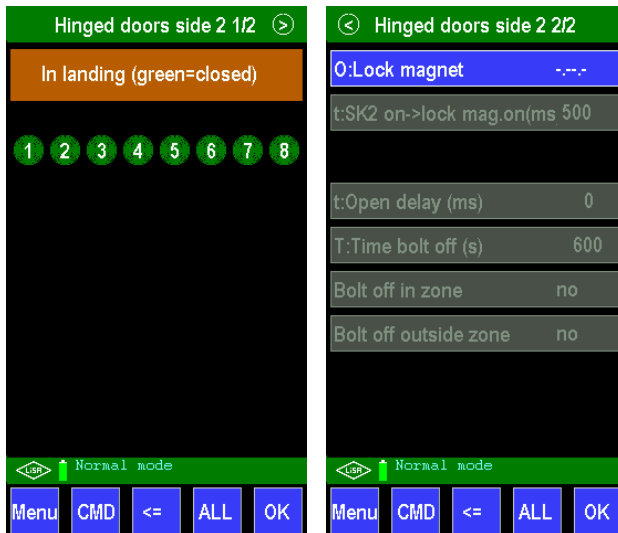 Hinged doors side 2 1/2 >
In landing (green=closed)
1 2 3 4 5 6 7 8
LiSA Normal mode
Menu CMD <= ALL OK
< Hinged doors side 2 2/2
O:Lock magnet -.--.-
t:SK2 on->lock mag.on(ms 500
t:Open delay (ms) 0
T:Time bolt off (s) 600
Bolt off in zone no
Bolt off outside zone no
LiSA Normal mode
Menu CMD <= ALL OK